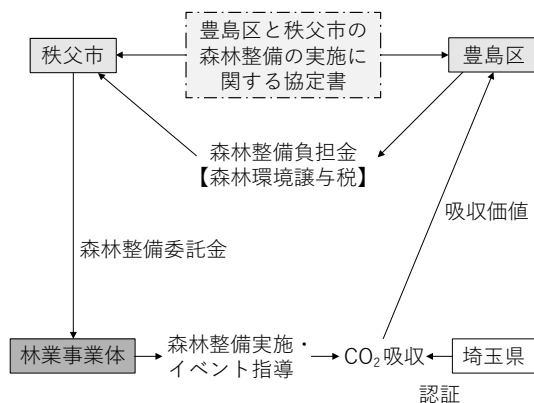 豊島区と秩父市の
森林整備の実施に
関する協定書
秩父市
豊島区
森林整備負担金
【森林環境譲与税】
吸収価値
森林整備委託金
林業事業体
森林整備実施・
イベント指導
CO₂吸収
埼玉県
認証